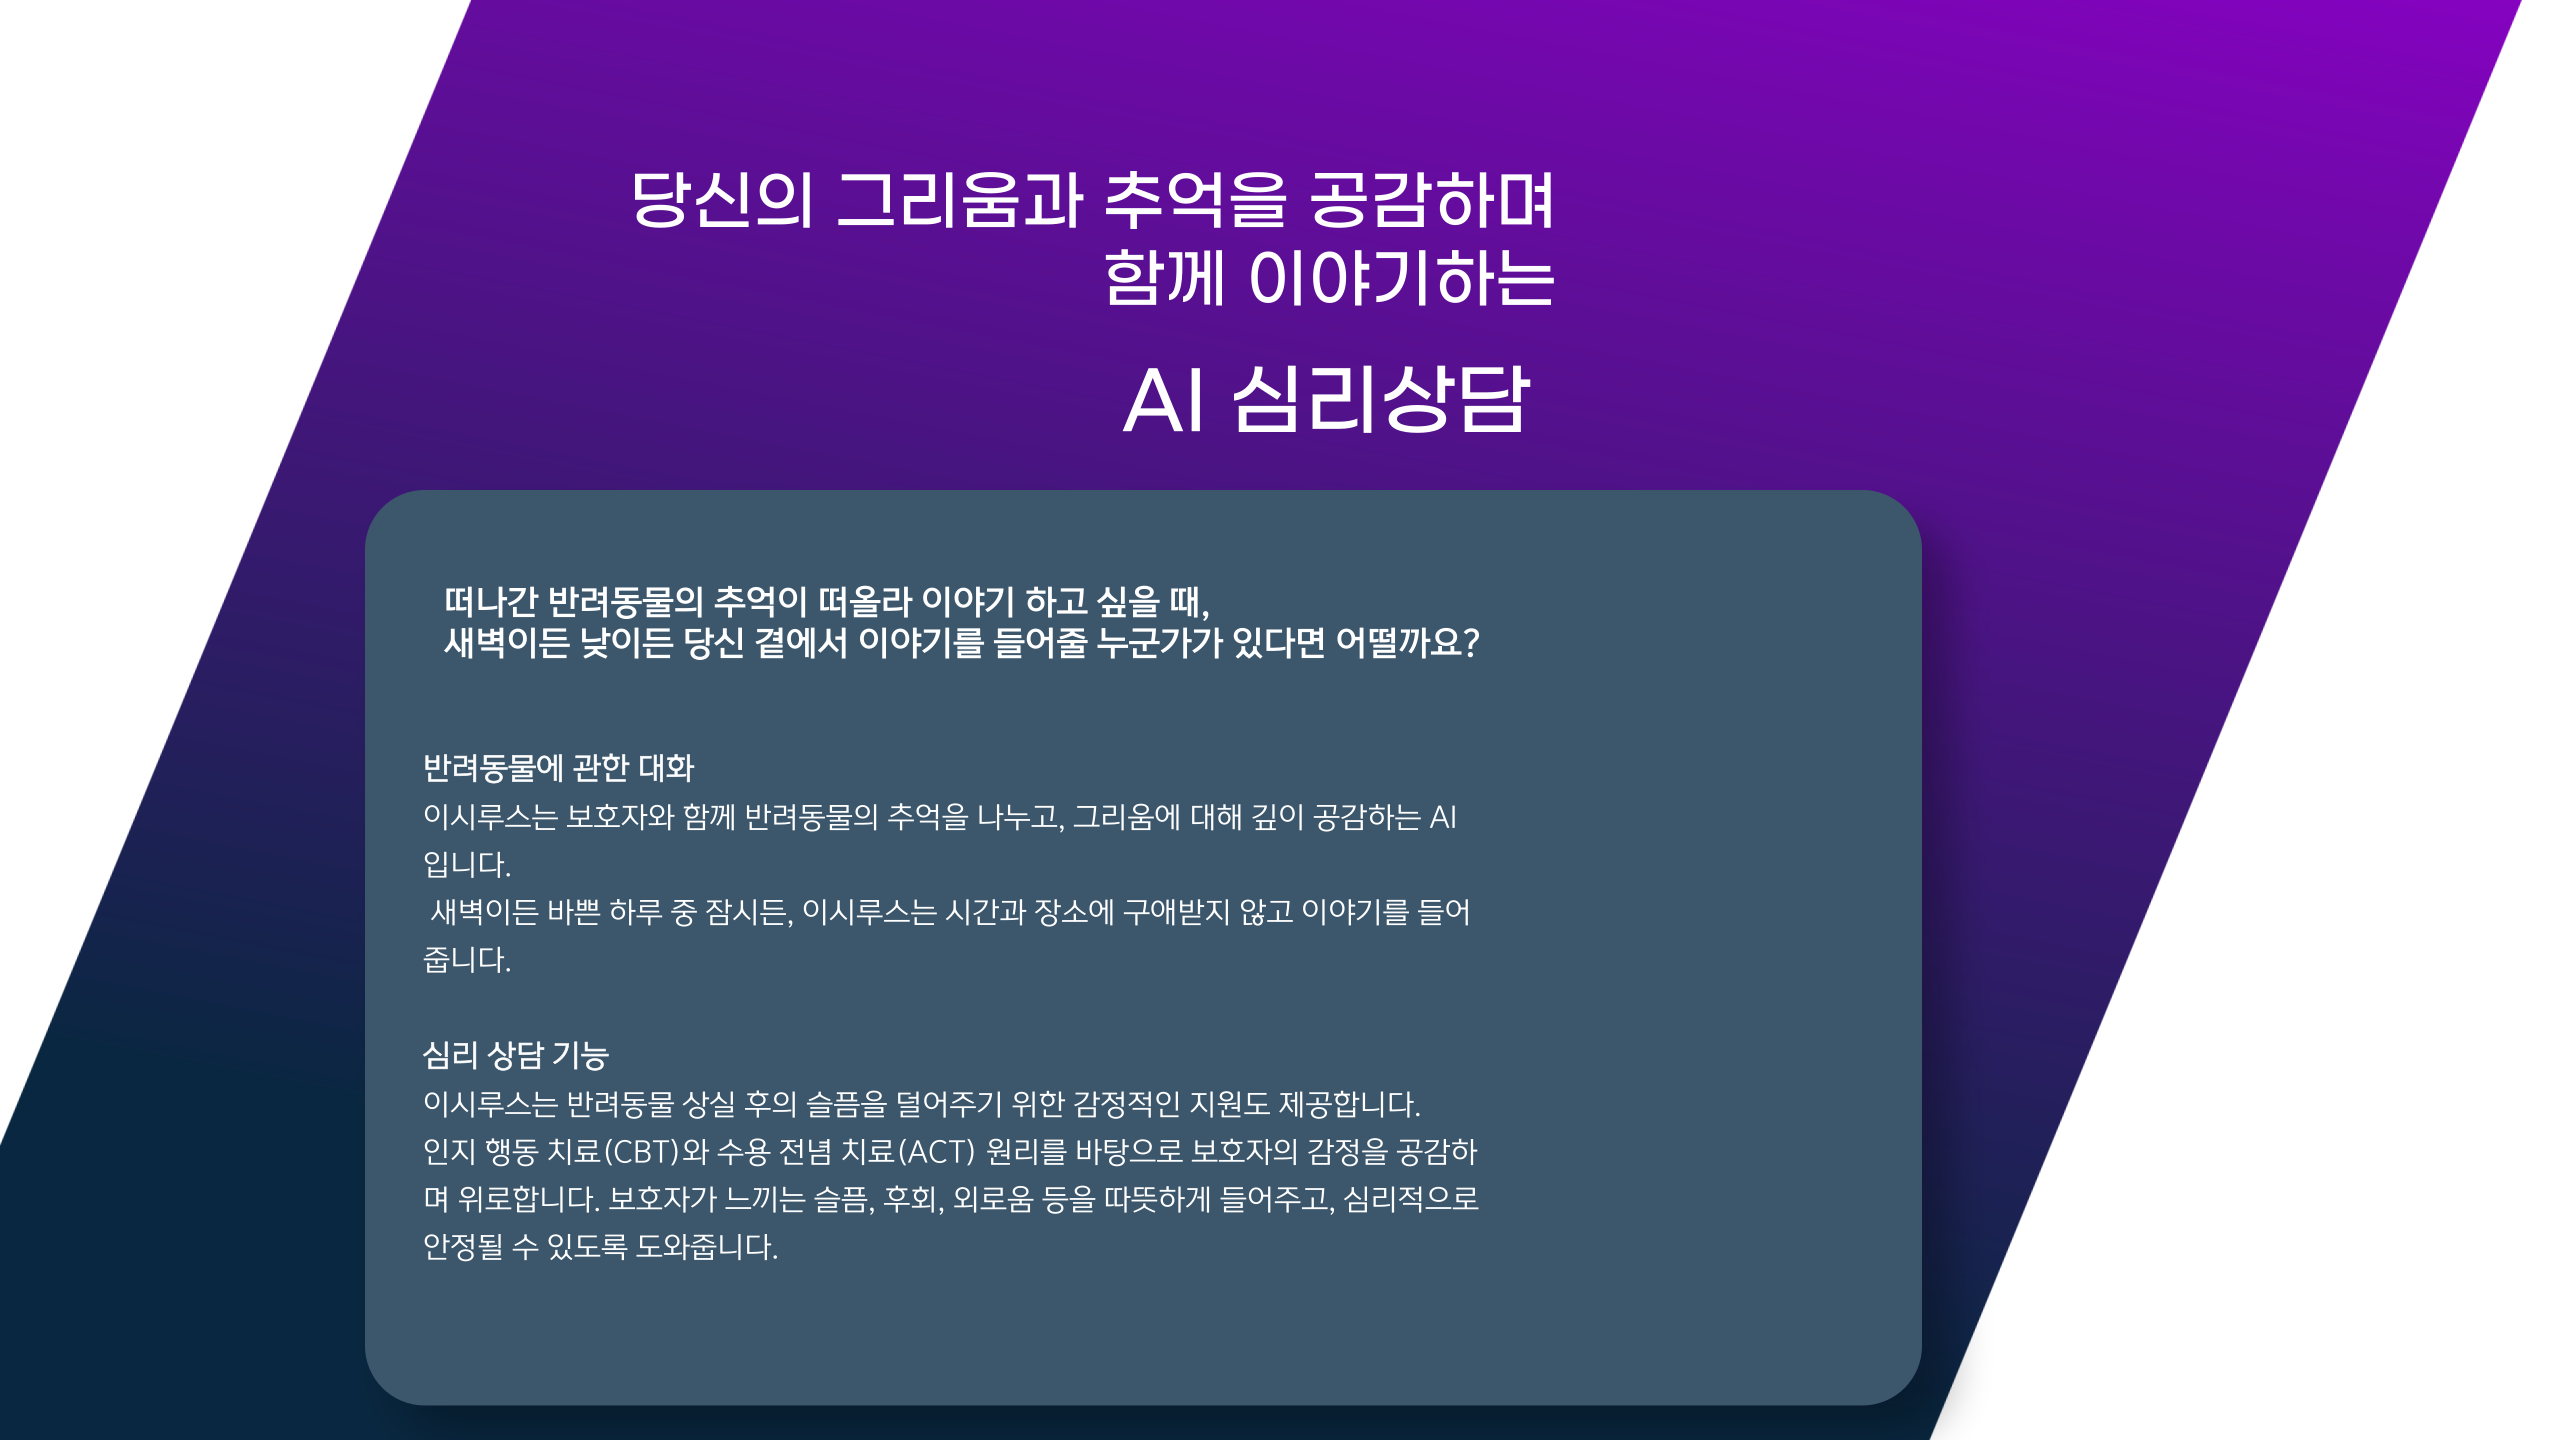 당신의 그리움과 추억을 공감하며
함께 이야기하는
AI 심리상담
떠나간 반려동물의 추억이 떠올라 이야기 하고 싶을 때,
새벽이든 낮이든 당신 곁에서 이야기를 들어줄 누군가가 있다면 어떨까요?
반려동물에 관한 대화
이시루스는 보호자와 함께 반려동물의 추억을 나누고, 그리움에 대해 깊이 공감하는 AI
입니다.
새벽이든 바쁜 하루 중 잠시든, 이시루스는 시간과 장소에 구애받지 않고 이야기를 들어
줍니다.
심리 상담 기능
이시루스는 반려동물 상실 후의 슬픔을 덜어주기 위한 감정적인 지원도 제공합니다.
인지 행동 치료(CBT)와 수용 전념 치료(ACT) 원리를 바탕으로 보호자의 감정을 공감하
며 위로합니다. 보호자가 느끼는 슬픔, 후회, 외로움 등을 따뜻하게 들어주고, 심리적으로
안정될 수 있도록 도와줍니다.